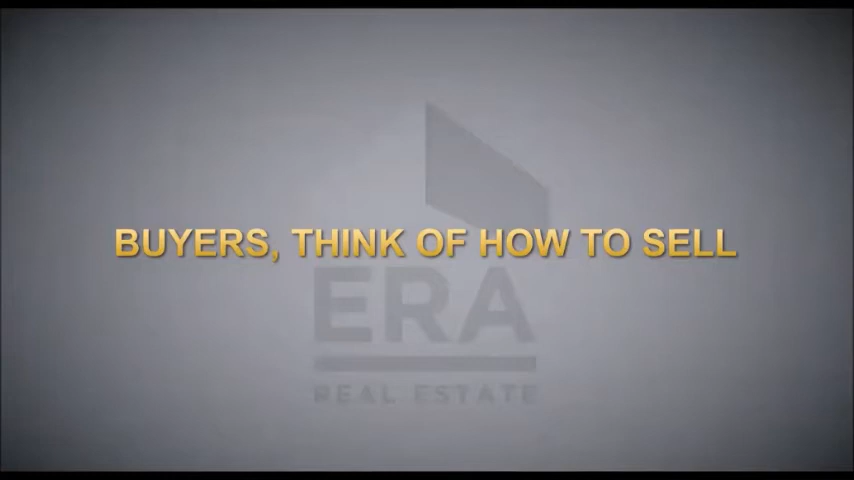 BUYERS, THINK OF HOW TO SELL
ERA
REAL ESTATE